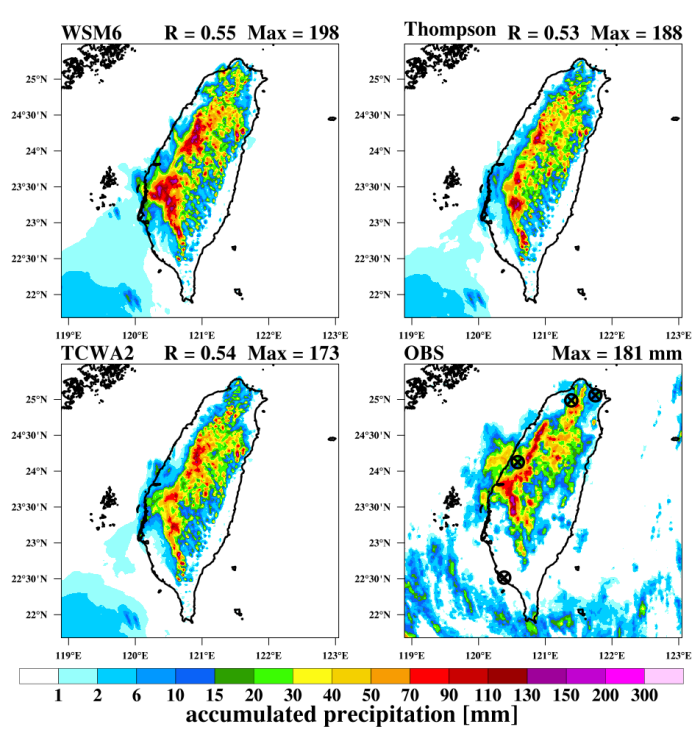 WSM6 R = 0.55 Max = 198
Thompson R = 0.53 Max = 188
25°N
24°30'N
24°N
23°30'N
23°N
22°30'N
22°N
119°E 120°E 121°E 122°E 123°E
25°N
24°30'N
24°N
23°30'N
23°N
22°30'N
22°N
119°E 120°E 121°E 122°E 123°E
TCWA2 R = 0.54 Max = 173
OBS Max = 181 mm
25°N
24°30'N
24°N
23°30'N
23°N
22°30'N
22°N
119°E 120°E 121°E 122°E 123°E
25°N
24°30'N
24°N
23°30'N
23°N
22°30'N
22°N
119°E 120°E 121°E 122°E 123°E
1 2 6 10 15 20 30 40 50 70 90 110 130 150 200 300
accumulated precipitation [mm]